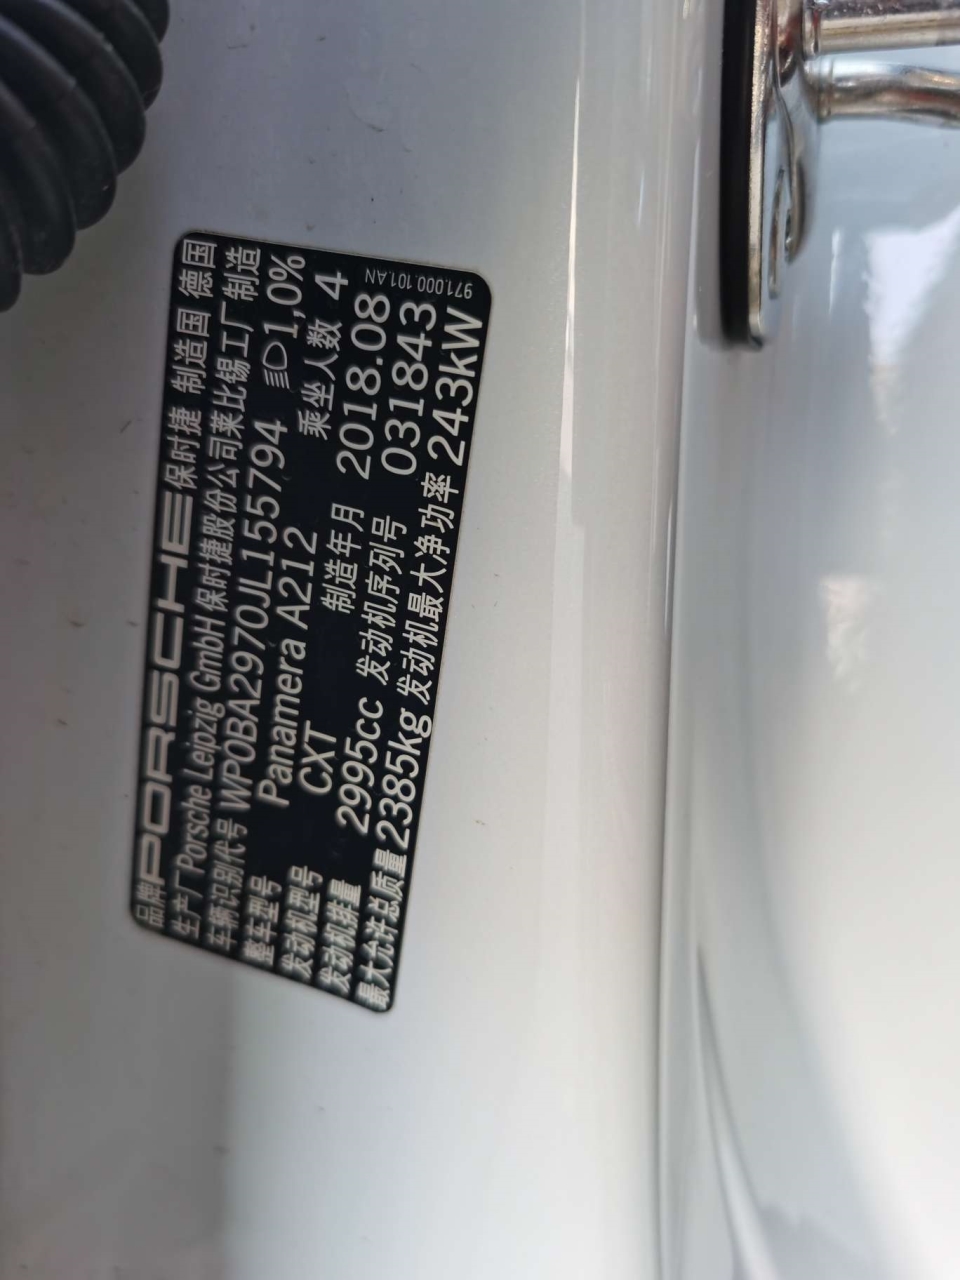 品牌 PORSCHE 保时捷 制造国 德国
生产厂 Porsche Leipzig GmbH 保时捷股份公司莱比锡工厂制造
车辆识别代号 WP0BA2970JL155794 1,0%
整车型号 Panamera A212 乘坐人数 4
发动机型号 CXT 制造年月 2018.08
发动机排量 2995cc 发动机序列号 031843
最大允许总质量 2385kg 发动机最大净功率 243kW
971.000.101.AN